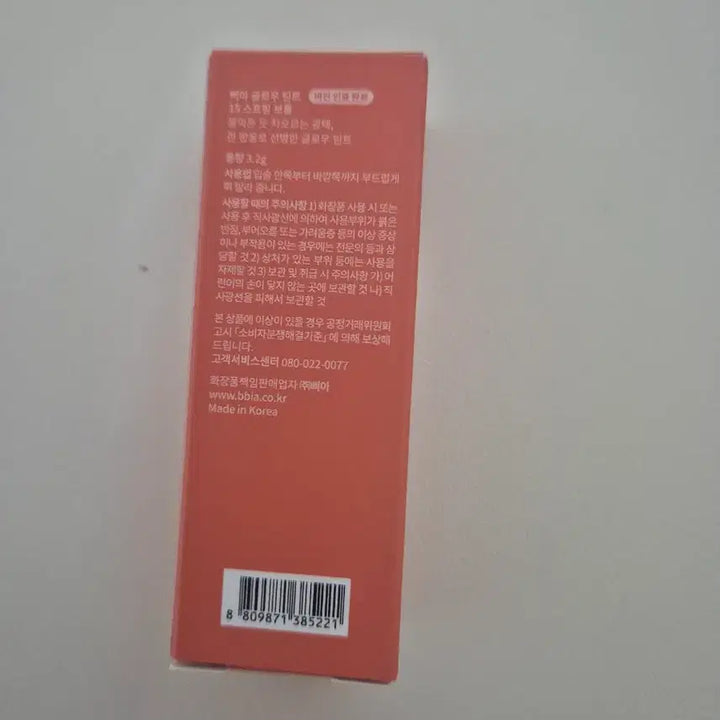 삐아 글로우 틴트 비건 인증 완료
15 스프링 보틀
물먹은 듯 차오르는 광택,
한 방울로 선명한 글로우 틴트
용량 3.2g
사용법 입술 안쪽부터 바깥쪽까지 부드럽게
펴 발라 줍니다.
사용할 때의 주의사항 1) 화장품 사용 시 또는
사용 후 직사광선에 의하여 사용부위가 붉은
반점, 부어오름 또는 가려움증 등의 이상 증상
이나 부작용이 있는 경우에는 전문의 등과 상
담할 것 2) 상처가 있는 부위 등에는 사용을
자제할 것 3) 보관 및 취급 시 주의사항 가) 어
린이의 손이 닿지 않는 곳에 보관할 것 나) 직
사광선을 피해서 보관할 것
본 상품에 이상이 있을 경우 공정거래위원회
고시 「소비자분쟁해결기준」에 의해 보상해
드립니다.
고객서비스센터 080-022-0077
화장품책임판매업자 ㈜삐아
www.bbia.co.kr
Made in Korea
8 809871 385221